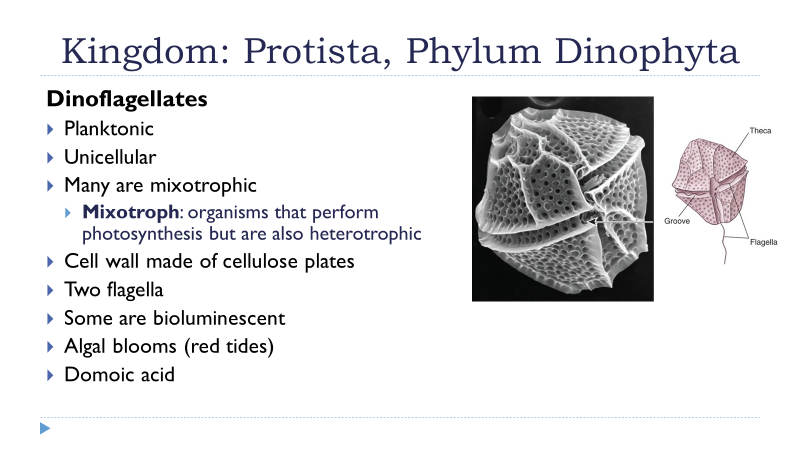 Kingdom: Protista, Phylum Dinophyta
Dinoflagellates
Planktonic
Unicellular
Many are mixotrophic
Mixotroph: organisms that perform
photosynthesis but are also heterotrophic
Cell wall made of cellulose plates
Two flagella
Some are bioluminescent
Algal blooms (red tides)
Domoic acid
Theca
Groove
Flagella